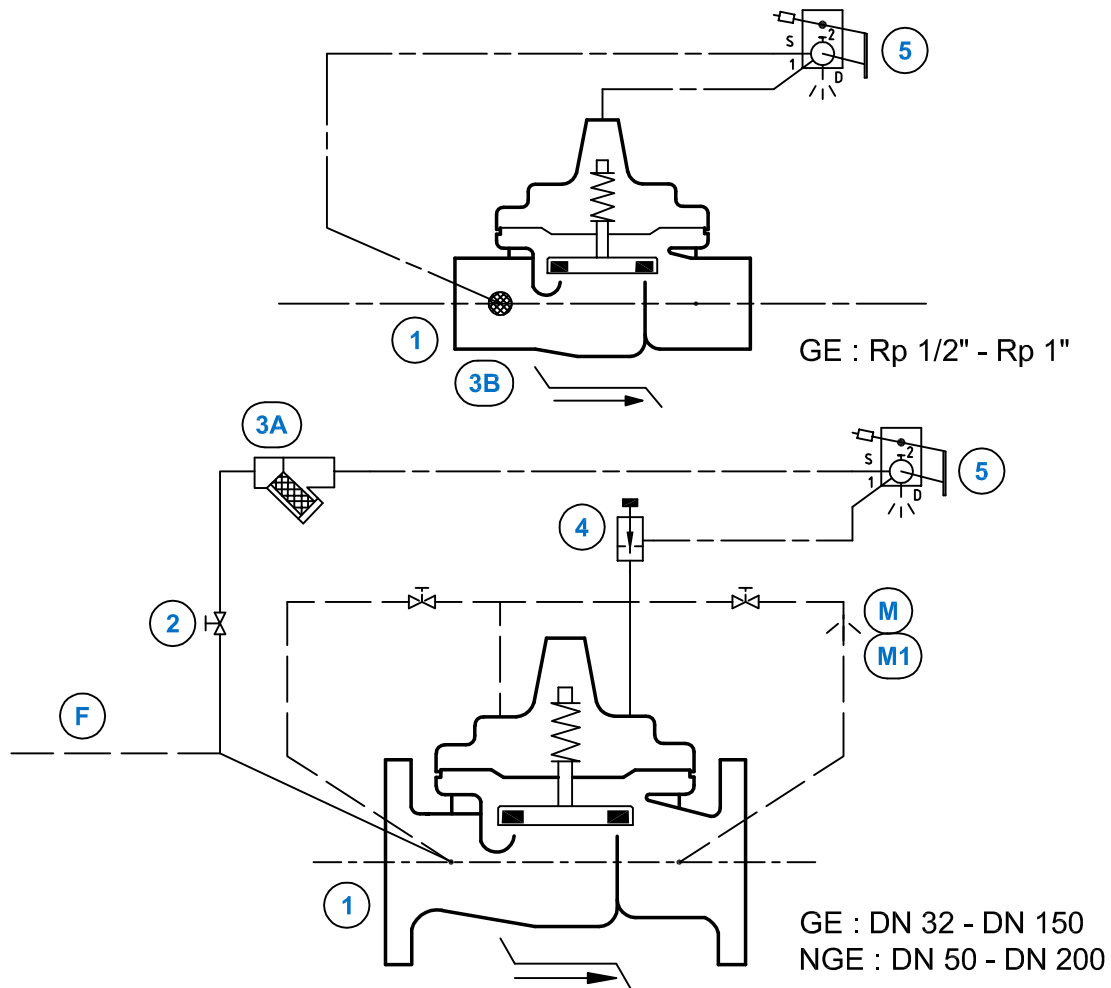 2
S
1
D
5
1
3B
GE : Rp 1/2" - Rp 1"
3A
2
S
1
D
5
4
2
M
M1
F
1
GE : DN 32 - DN 150
NGE : DN 50 - DN 200